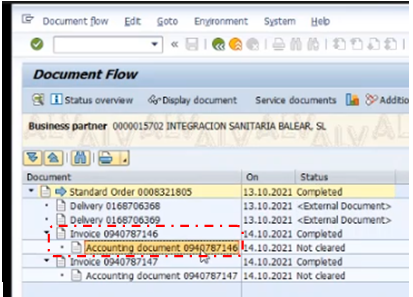 Document flow Edit Goto Environment System Help
Document Flow
Status overview Display document Service documents Additio
Business partner 0000015702 INTEGRACION SANITARIA BALEAR, SL
Document On Status
Standard Order 0008321805 13.10.2021 Completed
Delivery 0168706368 13.10.2021 <External Document>
Delivery 0168706369 13.10.2021 <External Document>
Invoice 0940787146 14.10.2021 Completed
Accounting document 0940787146 14.10.2021 Not cleared
Invoice 0940787147 14.10.2021 Completed
Accounting document 0940787147 14.10.2021 Not cleared